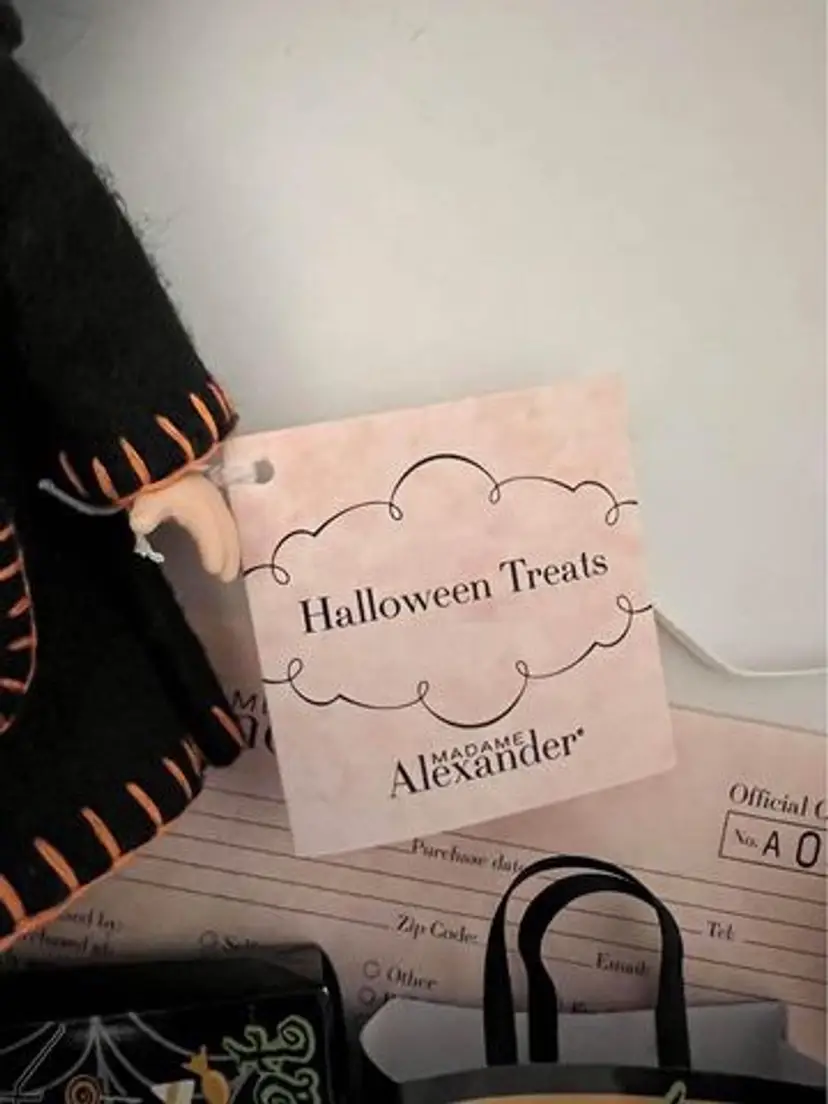 Halloween Treats
MADAME
Alexander®
Official
No. A 0
Purchase date
Zip Code:
Tel:
Email:
Other